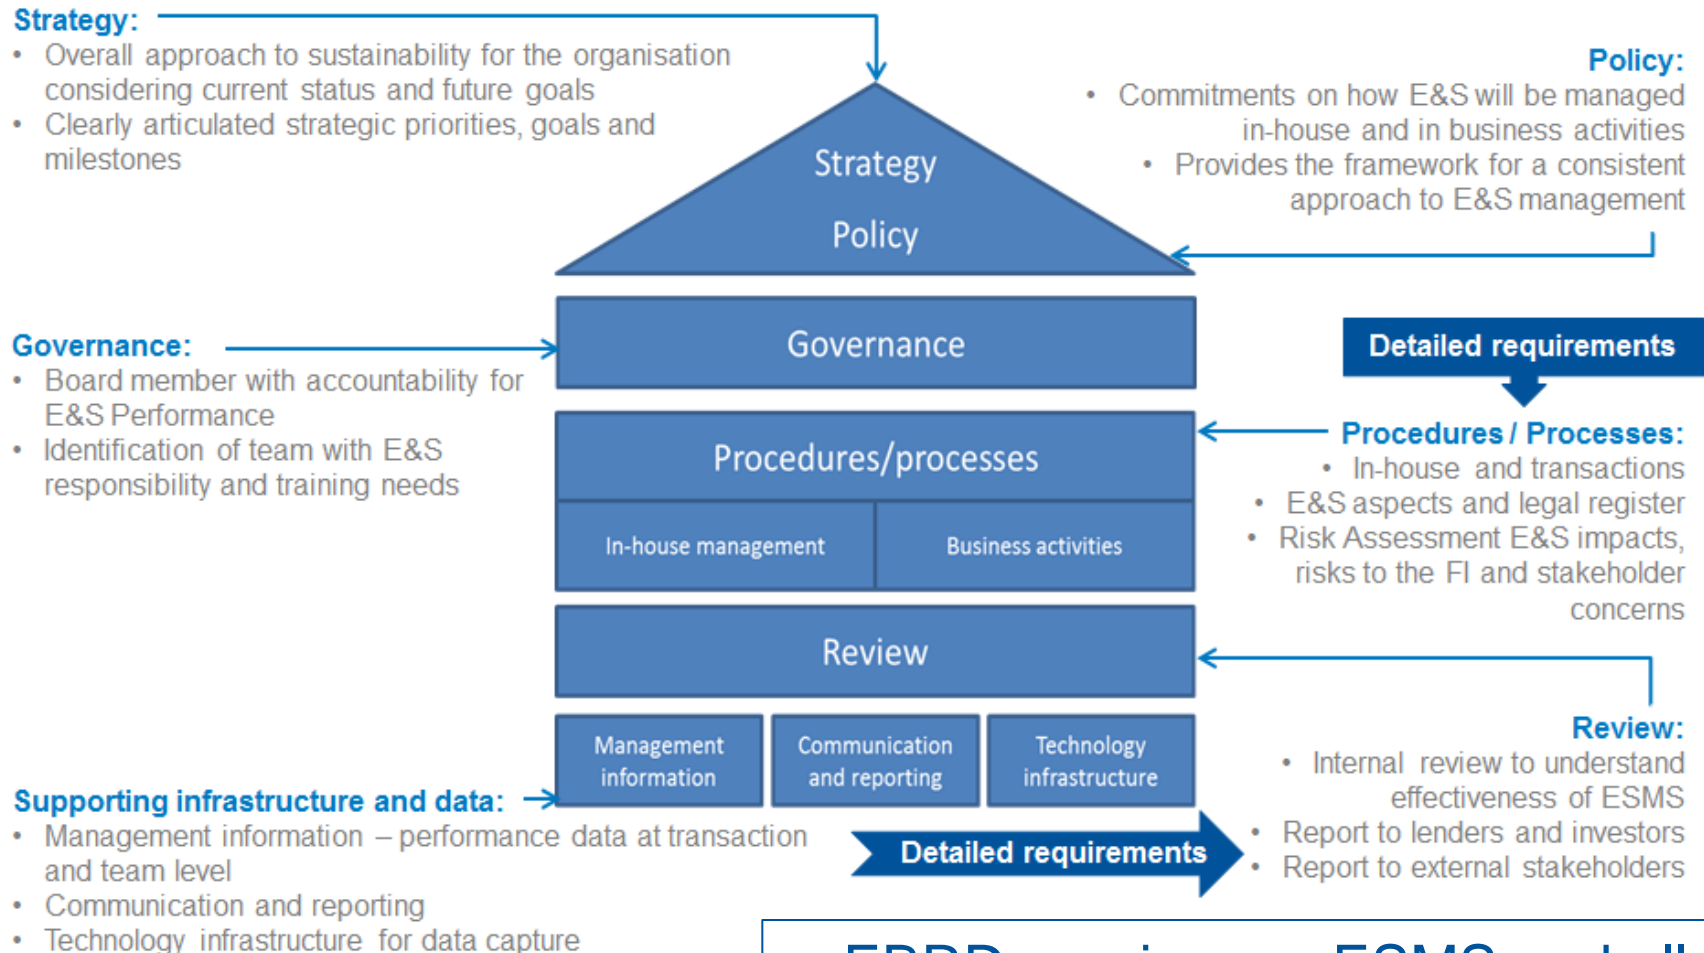 Strategy:
• Overall approach to sustainability for the organisation
considering current status and future goals
• Clearly articulated strategic priorities, goals and
milestones
Policy:
• Commitments on how E&S will be managed
in-house and in business activities
• Provides the framework for a consistent
approach to E&S management
Strategy
Policy
Governance:
• Board member with accountability for
E&S Performance
• Identification of team with E&S
responsibility and training needs
Governance
Detailed requirements
Procedures/processes
In-house management
Business activities
Procedures / Processes:
• In-house and transactions
• E&S aspects and legal register
• Risk Assessment E&S impacts,
risks to the FI and stakeholder
concerns
Review
Management
information
Communication
and reporting
Technology
infrastructure
Review:
• Internal review to understand
effectiveness of ESMS
• Report to lenders and investors
• Report to external stakeholders
Supporting infrastructure and data:
• Management information – performance data at transaction
and team level
• Communication and reporting
• Technology infrastructure for data capture
Detailed requirements
EBRD ESMS